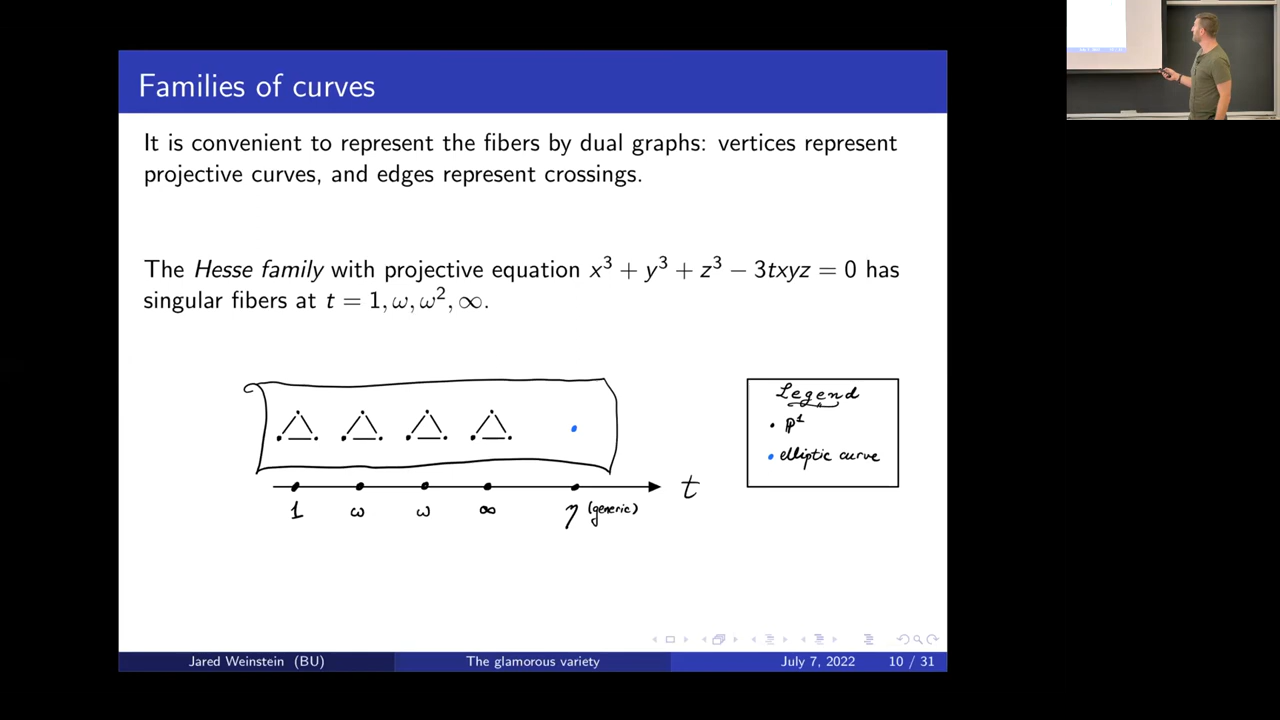 Families of curves
It is convenient to represent the fibers by dual graphs: vertices represent
projective curves, and edges represent crossings.
The Hesse family with projective equation x³ + y³ + z³ − 3txyz = 0 has
singular fibers at t = 1, ω, ω², ∞.
Legend
• ℙ¹
• elliptic curve
t
1 ω ω ∞ η (generic)
Jared Weinstein (BU) The glamorous variety July 7, 2022 10 / 31